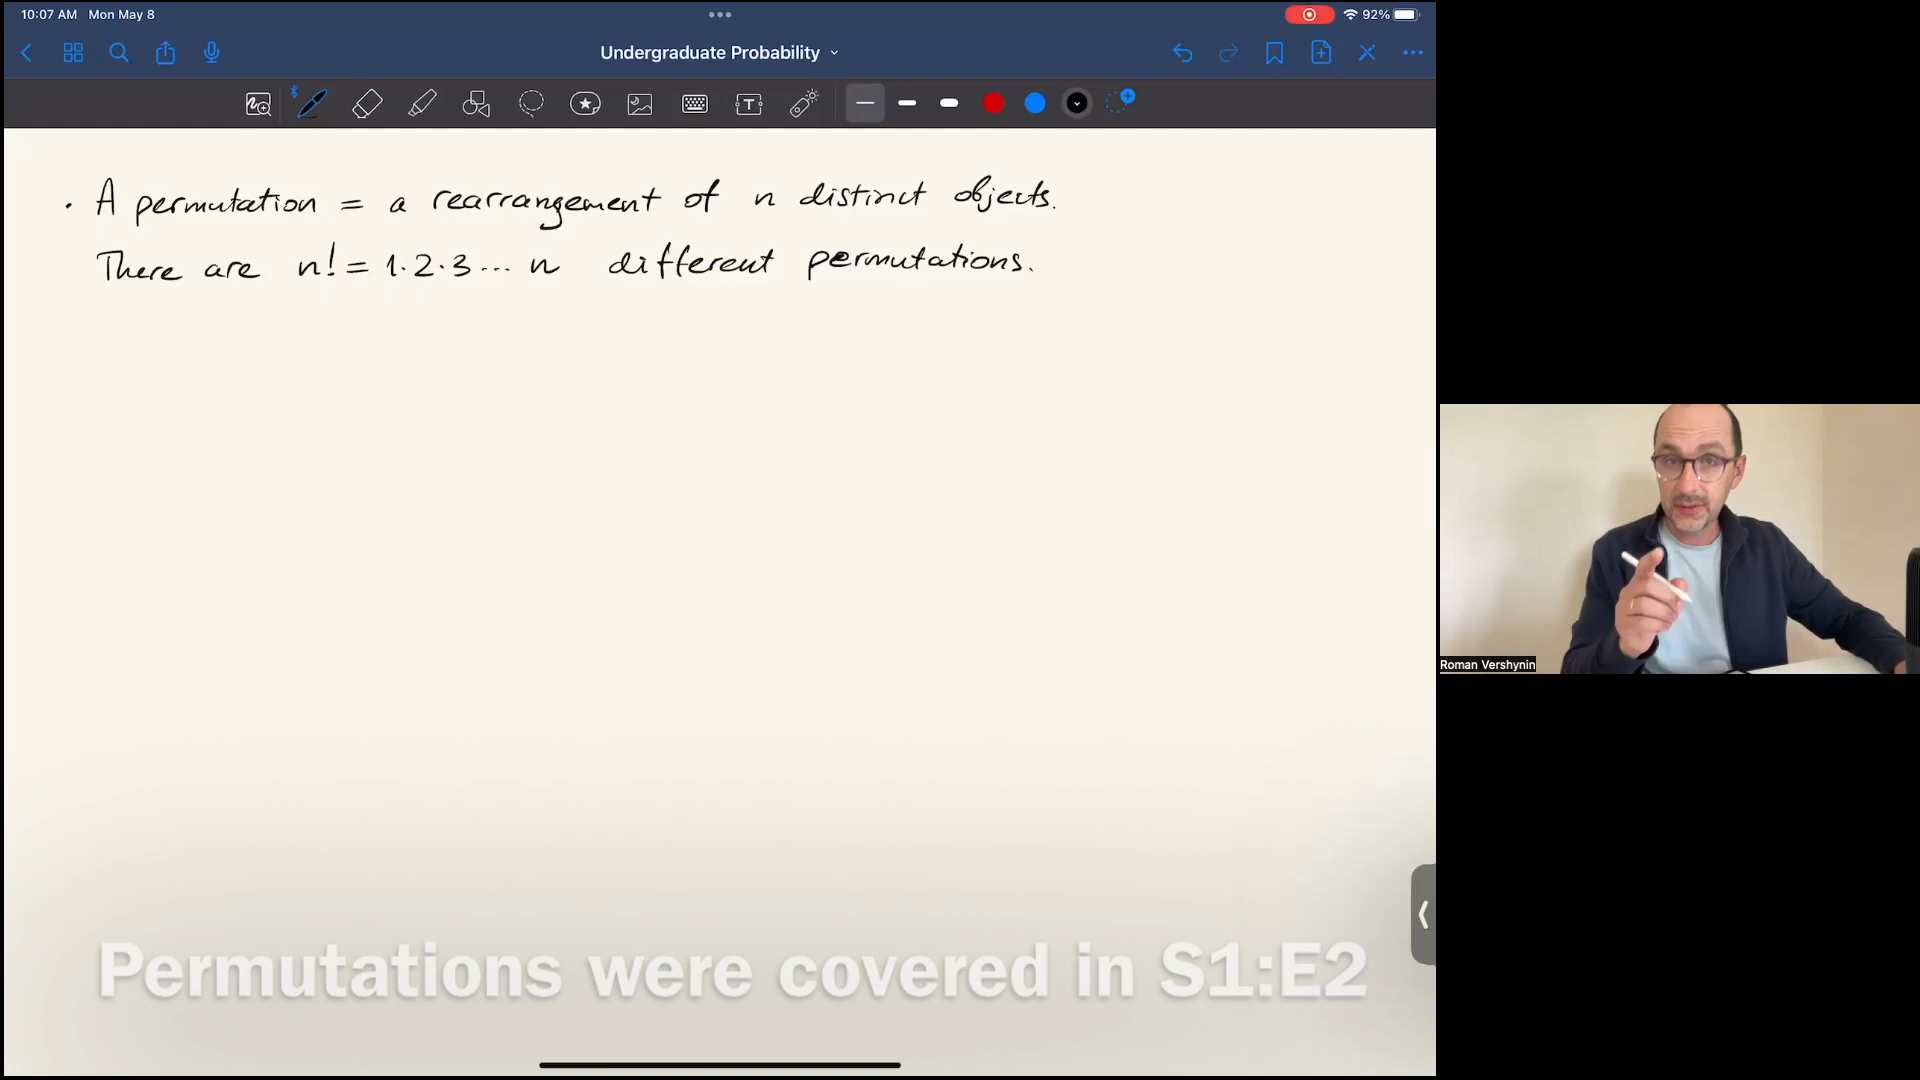 10:07 AM Mon May 8
92%
Undergraduate Probability
· A permutation = a rearrangement of n distinct objects.
There are n! = 1·2·3··· n different permutations.
Roman Vershynin
Permutations were covered in S1:E2